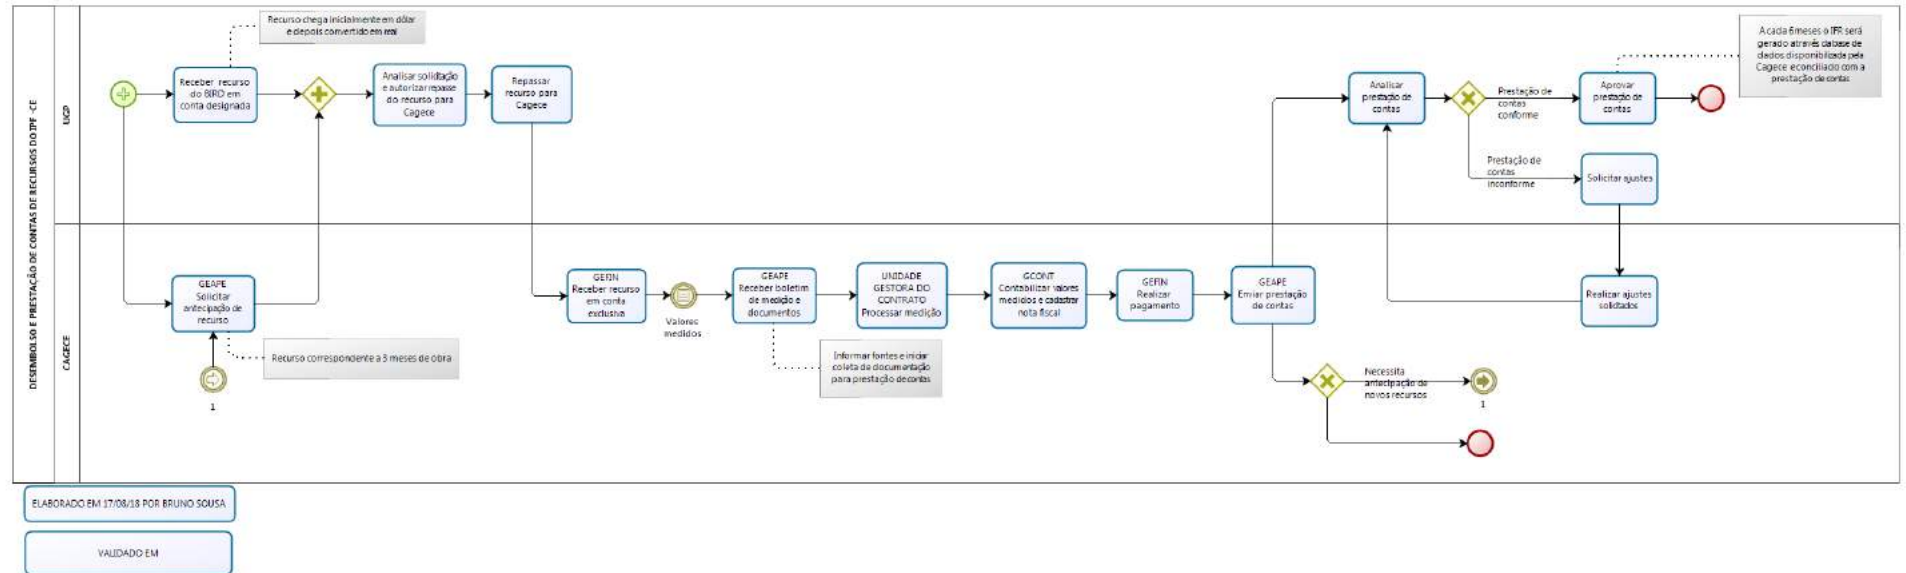 DESEMBOLSO E PRESTAÇÃO DE CONTAS DE RECURSOS DO IPF -CE
UGP
Recurso chega inicialmente em dólar
e depois convertido em real
Receber recurso
do BIRD em
conta designada
Analisar solicitação
e autorizar repasse
do recurso para
Cagece
Repassar
recurso para
Cagece
Analisar
prestação de
contas
Prestação de
contas
conforme
Aprovar
prestação de
contas
A cada 6 meses o IFR será
gerado através da base de
dados disponibilizada pela
Cagece e conciliado com a
prestação de contas
Prestação de
contas
inconforme
Solicitar ajustes
CAGECE
GEAPE
Solicitar
antecipação de
recurso
Recurso correspondente a 3 meses de obra
1
GEFIN
Receber recurso
em conta
exclusiva
Valores
medidos
GEAPE
Receber boletim
de medição e
documentos
Informar fontes e iniciar
coleta de documentação
para prestação de contas
UNIDADE
GESTORA DO
CONTRATO
Processar medição
GCONT
Contabilizar valores
medidos e cadastrar
nota fiscal
GEFIN
Realizar
pagamento
GEAPE
Enviar prestação
de contas
Realizar ajustes
solicitados
Necessita
antecipação de
novos recursos
1
ELABORADO EM 17/08/18 POR BRUNO SOUSA
VALIDADO EM